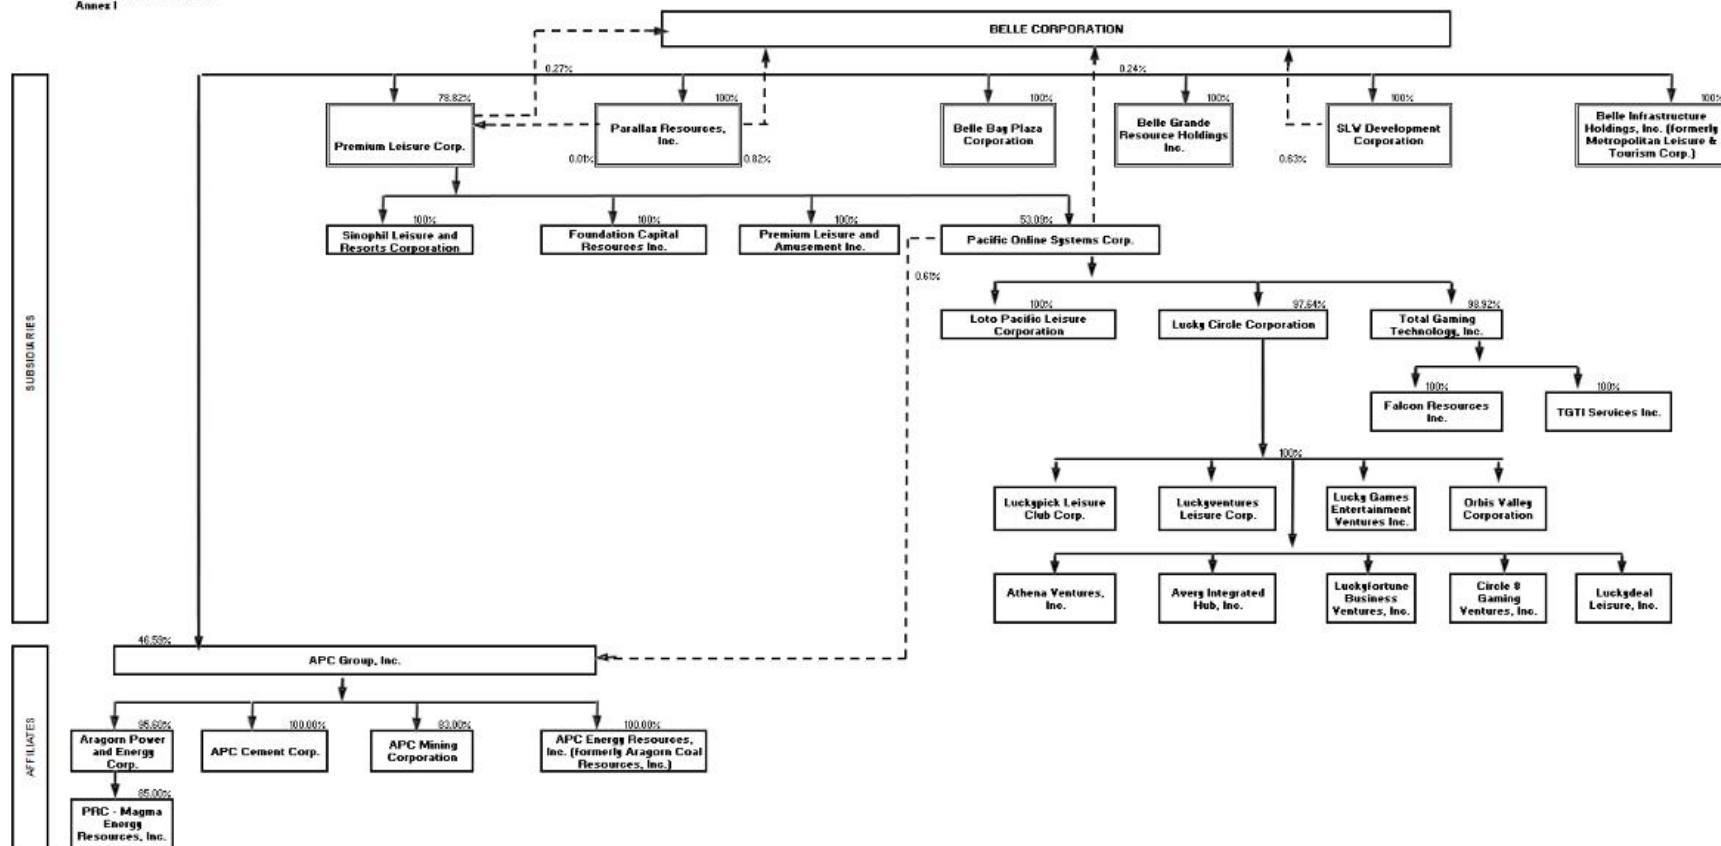 Annex I
BELLE CORPORATION
0.27%
0.24%
78.82%
100%
100%
100%
100%
100%
Premium Leisure Corp.
Parallax Resources,
Inc.
Belle Bay Plaza
Corporation
Belle Grande
Resource Holdings
Inc.
SLW Development
Corporation
Belle Infrastructure
Holdings, Inc. (formerly
Metropolitan Leisure &
Tourism Corp.)
0.01%
0.82%
0.63%
100%
100%
100%
53.09%
Sinophil Leisure and
Resorts Corporation
Foundation Capital
Resources Inc.
Premium Leisure and
Amusement Inc.
Pacific Online Systems Corp.
0.61%
100%
97.64%
98.92%
Loto Pacific Leisure
Corporation
Lucky Circle Corporation
Total Gaming
Technology, Inc.
SUBSIDIARIES
100%
100%
Falcon Resources
Inc.
TGTI Services Inc.
100%
Luckypick Leisure
Club Corp.
Luckyventures
Leisure Corp.
Lucky Games
Entertainment
Ventures Inc.
Orbis Valley
Corporation
Athena Ventures,
Inc.
Avery Integrated
Hub, Inc.
Luckyfortune
Business
Ventures, Inc.
Circle 8
Gaming
Ventures, Inc.
Luckydeal
Leisure, Inc.
46.59%
APC Group, Inc.
AFFILIATES
95.60%
100.00%
83.00%
100.00%
Aragorn Power
and Energy
Corp.
APC Cement Corp.
APC Mining
Corporation
APC Energy Resources,
Inc. (formerly Aragorn Coal
Resources, Inc.)
85.00%
PRC - Magma
Energy
Resources, Inc.